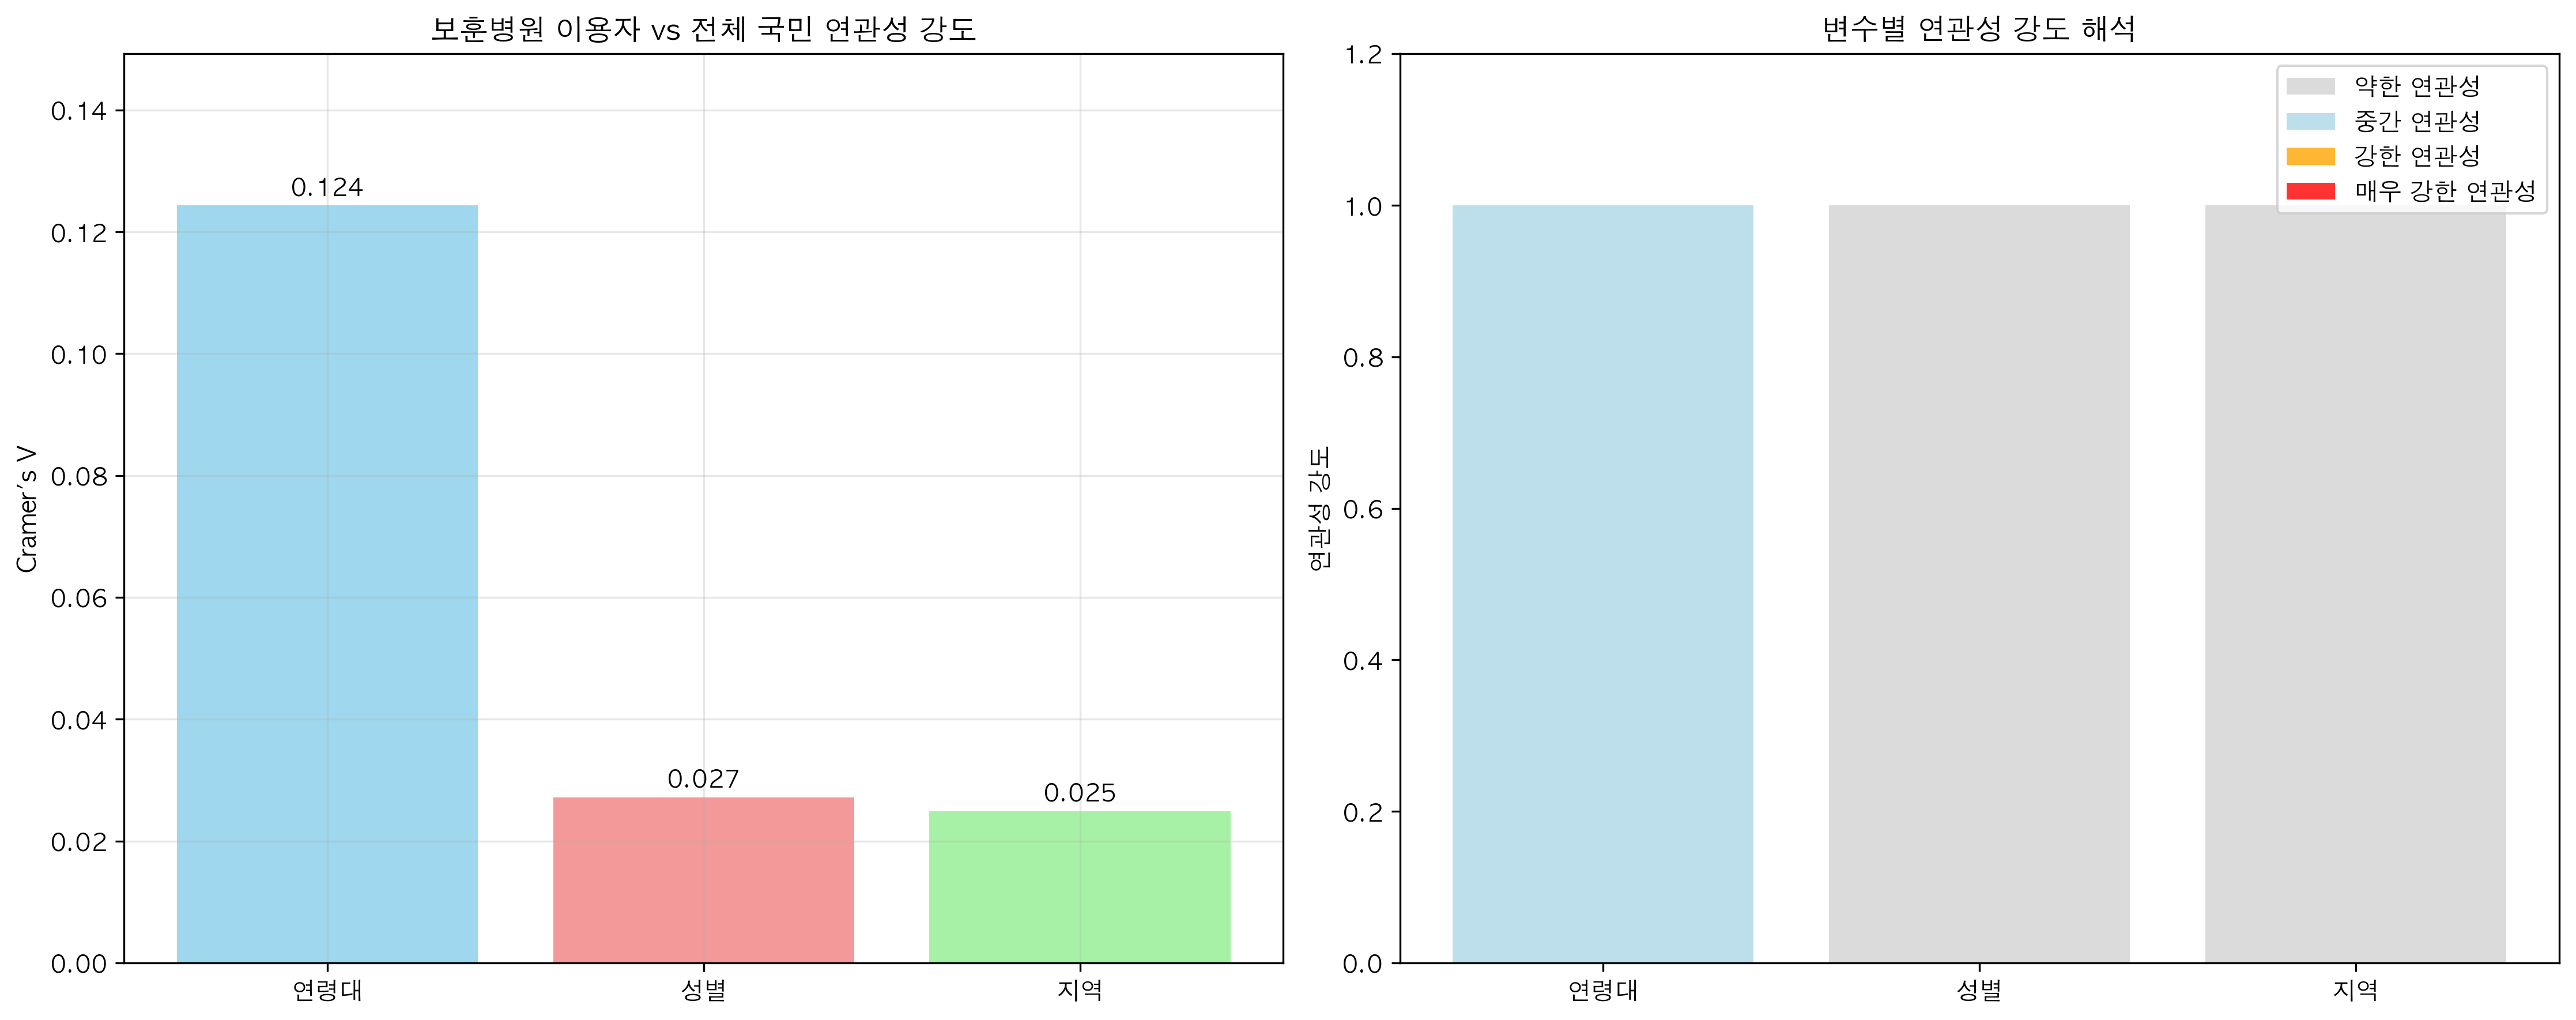 보훈병원 이용자 vs 전체 국민 연관성 강도
Cramer's V
0.14
0.12
0.10
0.08
0.06
0.04
0.02
0.00
0.124
0.027
0.025
연령대
성별
지역
변수별 연관성 강도 해석
연관성 강도
1.2
1.0
0.8
0.6
0.4
0.2
0.0
약한 연관성
중간 연관성
강한 연관성
매우 강한 연관성
연령대
성별
지역